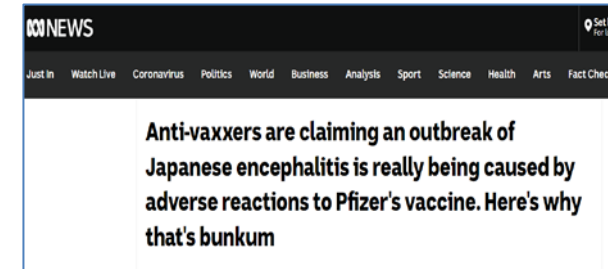 NEWS
Set
For l
Just In Watch Live Coronavirus Politics World Business Analysis Sport Science Health Arts Fact Chec
Anti-vaxxers are claiming an outbreak of
Japanese encephalitis is really being caused by
adverse reactions to Pfizer's vaccine. Here's why
that's bunkum